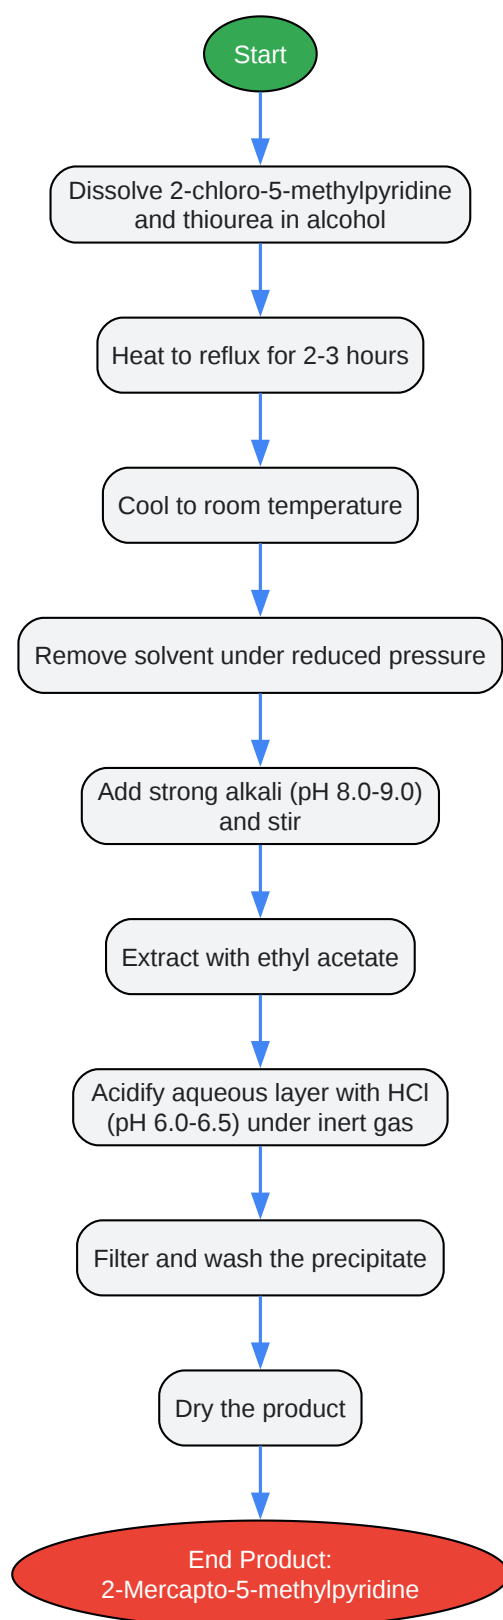 Start
Dissolve 2-chloro-5-methylpyridine
and thiourea in alcohol
Heat to reflux for 2-3 hours
Cool to room temperature
Remove solvent under reduced pressure
Add strong alkali (pH 8.0-9.0)
and stir
Extract with ethyl acetate
Acidify aqueous layer with HCl
(pH 6.0-6.5) under inert gas
Filter and wash the precipitate
Dry the product
End Product:
2-Mercapto-5-methylpyridine